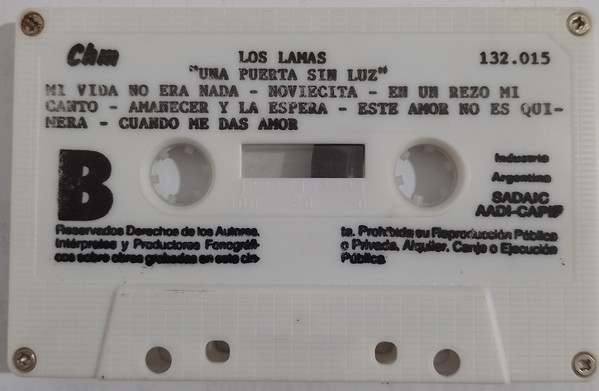 Chm
LOS LAMAS
132.015
"UNA PUERTA SIN LUZ"
MI VIDA NO ERA NADA - NOVIECITA - EN UN REZO MI
CANTO - AMANECER Y LA ESPERA - ESTE AMOR NO ES QUI-
MERA - CUANDO ME DAS AMOR
B
Industria
Argentina
SADAIC
AADI-CAPIF
Reservados Derechos de los Autores,
Intérpretes y Productores Fonográfi-
cos sobre obras grabadas en esta cin-
ta. Prohibida su Reproducción Pública
o Privada, Alquiler, Canje o Ejecución
Pública